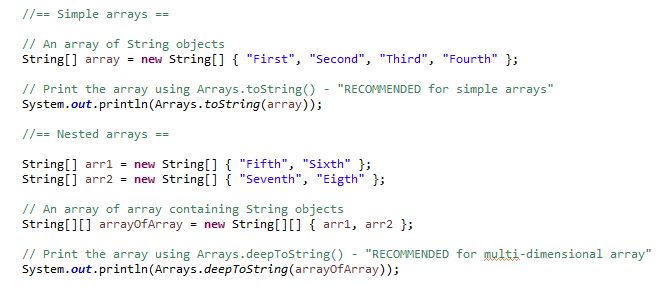 //== Simple arrays ==
// An array of String objects
String[] array = new String[] { "First", "Second", "Third", "Fourth" };
// Print the array using Arrays.toString() - "RECOMMENDED for simple arrays"
System.out.println(Arrays.toString(array));
//== Nested arrays ==
String[] arr1 = new String[] { "Fifth", "Sixth" };
String[] arr2 = new String[] { "Seventh", "Eigth" };
// An array of array containing String objects
String[][] arrayOfArray = new String[][] { arr1, arr2 };
// Print the array using Arrays.deepToString() - "RECOMMENDED for multi-dimensional array"
System.out.println(Arrays.deepToString(arrayOfArray));